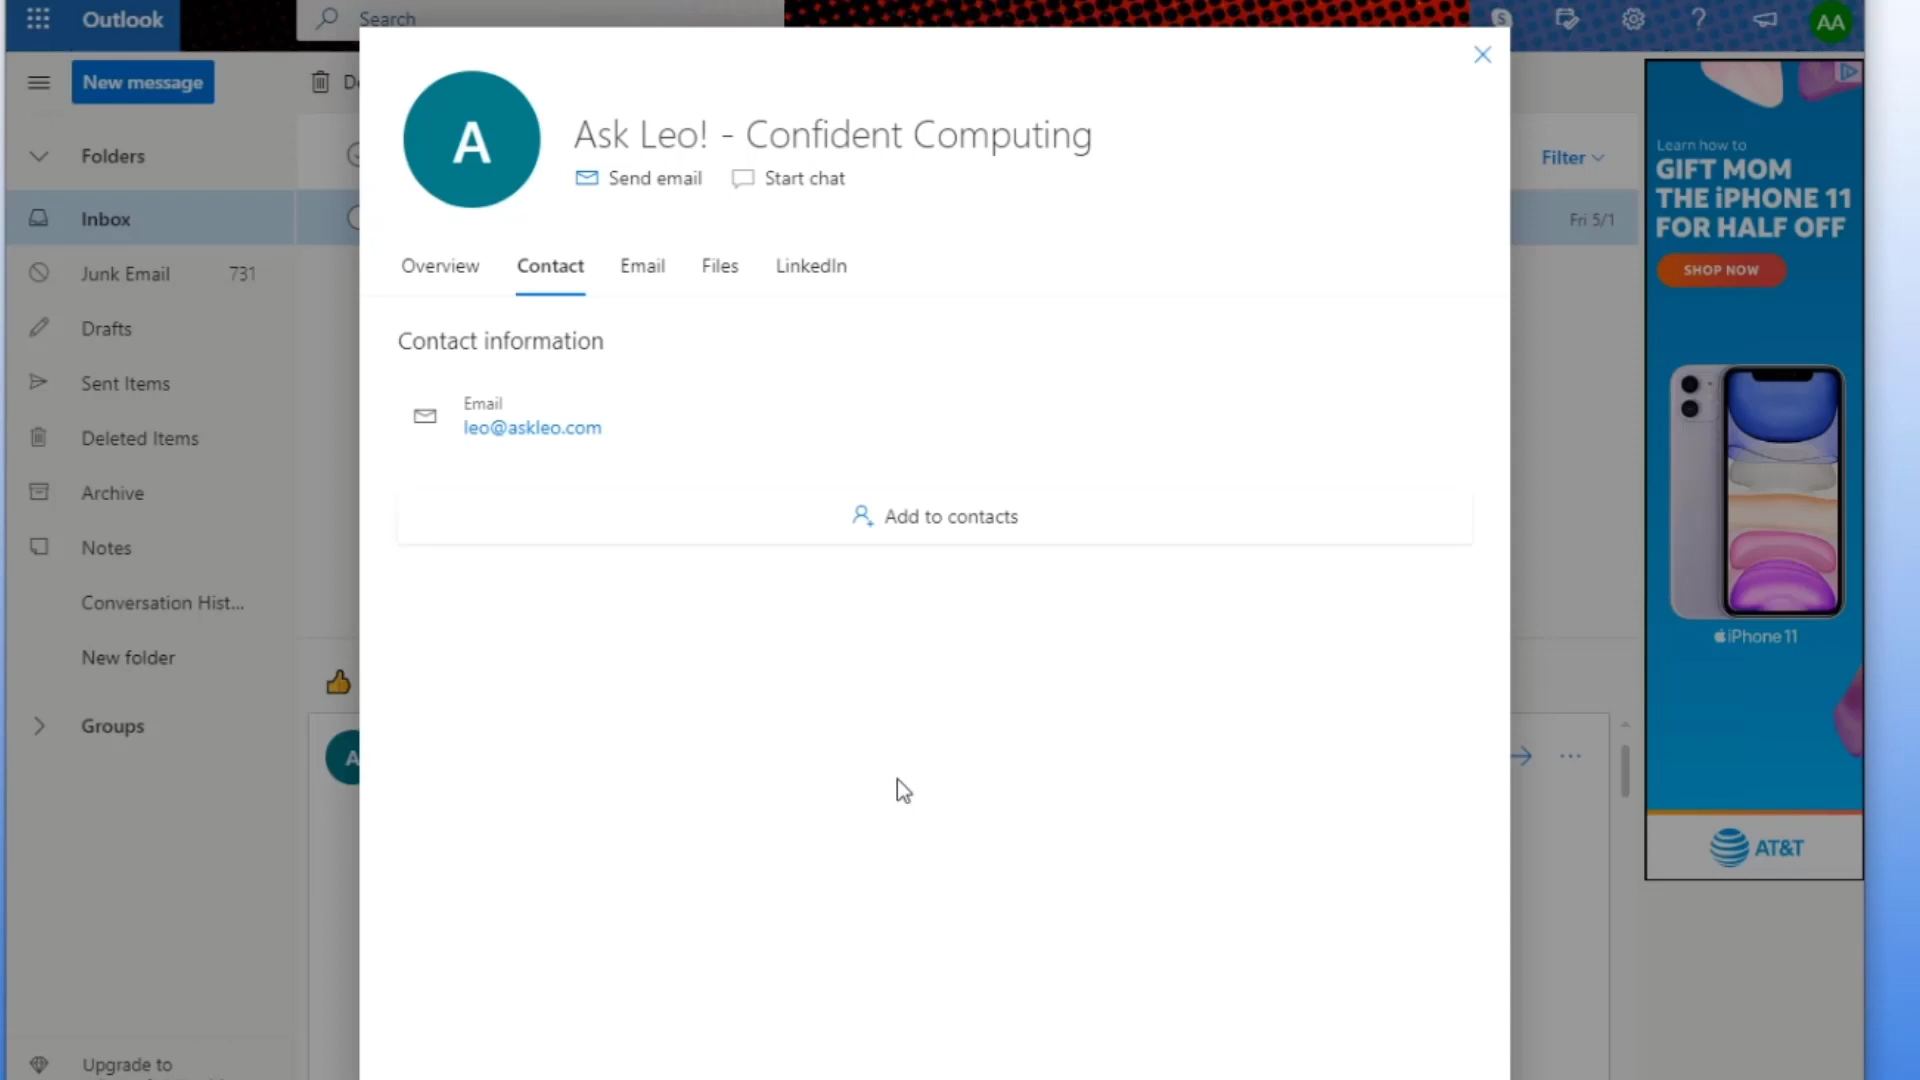 Outlook
Search
AA
New message
De
Folders
Filter
Inbox
Fri 5/1
Junk Email 731
Drafts
Sent Items
Deleted Items
Archive
Notes
Conversation Hist...
New folder
Groups
Upgrade to
A
Ask Leo! - Confident Computing
Send email
Start chat
Overview
Contact
Email
Files
LinkedIn
Contact information
Email
leo@askleo.com
Add to contacts
A
Learn how to
GIFT MOM
THE iPHONE 11
FOR HALF OFF
SHOP NOW
iPhone 11
AT&T